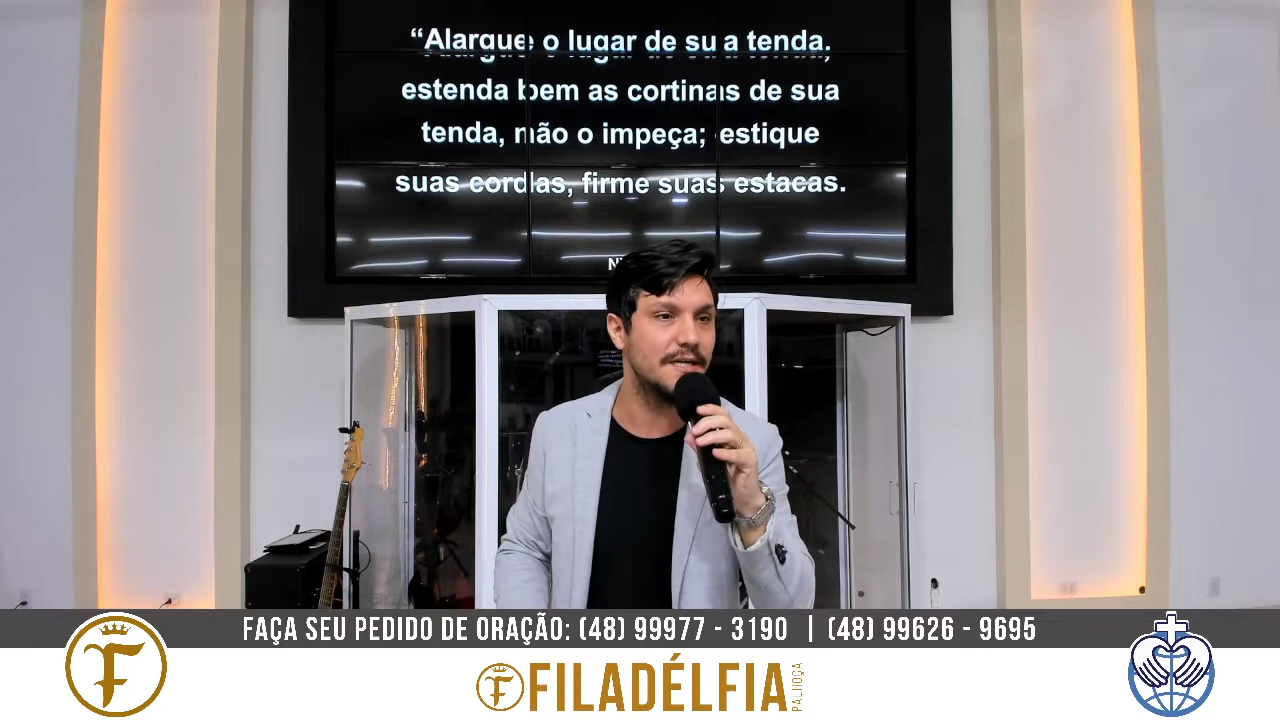 “Alargue o lugar de sua tenda.
estenda bem as cortinas de sua
tenda, não o impeça; estique
suas cordas, firme suas estacas.
FAÇA SEU PEDIDO DE ORAÇÃO: (48) 99977 - 3190 | (48) 99626 - 9695
F
F FILADÉLFIA PALHOÇA